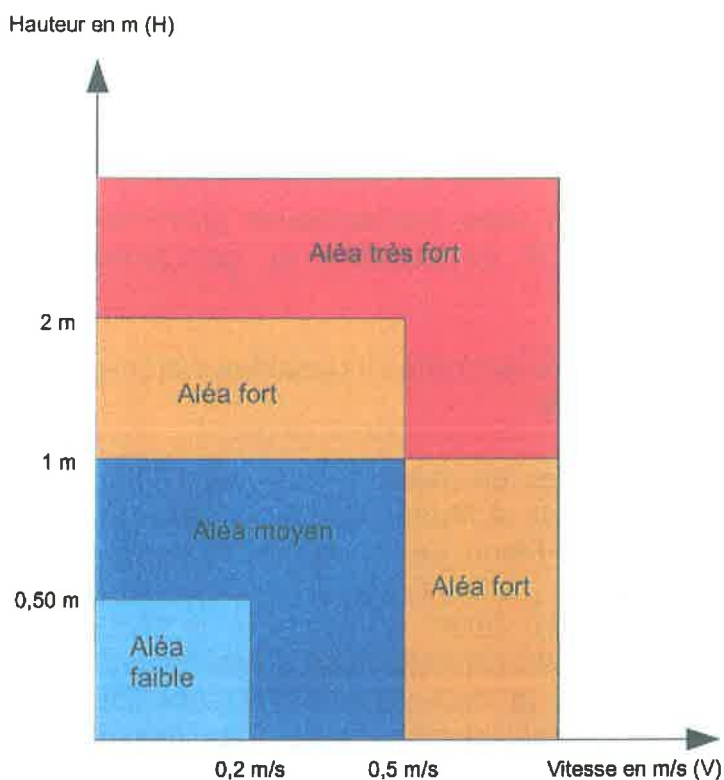 Hauteur en m (H)
Aléa très fort
2 m
Aléa fort
1 m
Aléa moyen
0,50 m
Aléa fort
Aléa
faible
0,2 m/s
0,5 m/s
Vitesse en m/s (V)